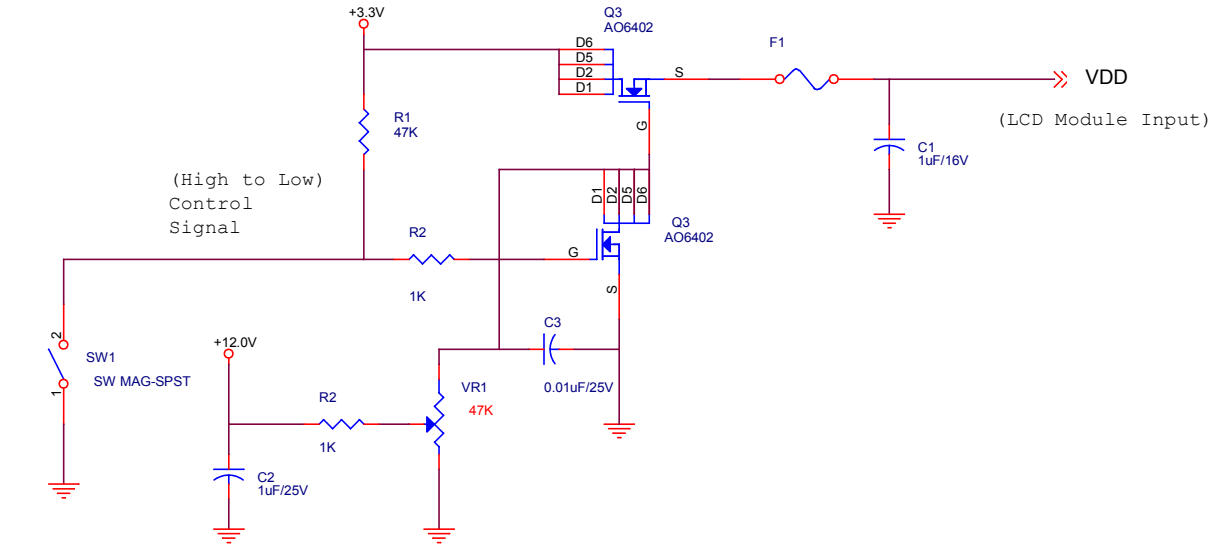 +3.3V
Q3
AO6402
D6
D5
D2
D1
S
G
F1
VDD
(LCD Module Input)
R1
47K
C1
1uF/16V
(High to Low)
Control
Signal
D1
D2
D5
D6
Q3
AO6402
R2
1K
G
S
2
1
SW1
SW MAG-SPST
+12.0V
C3
0.01uF/25V
VR1
47K
R2
1K
C2
1uF/25V